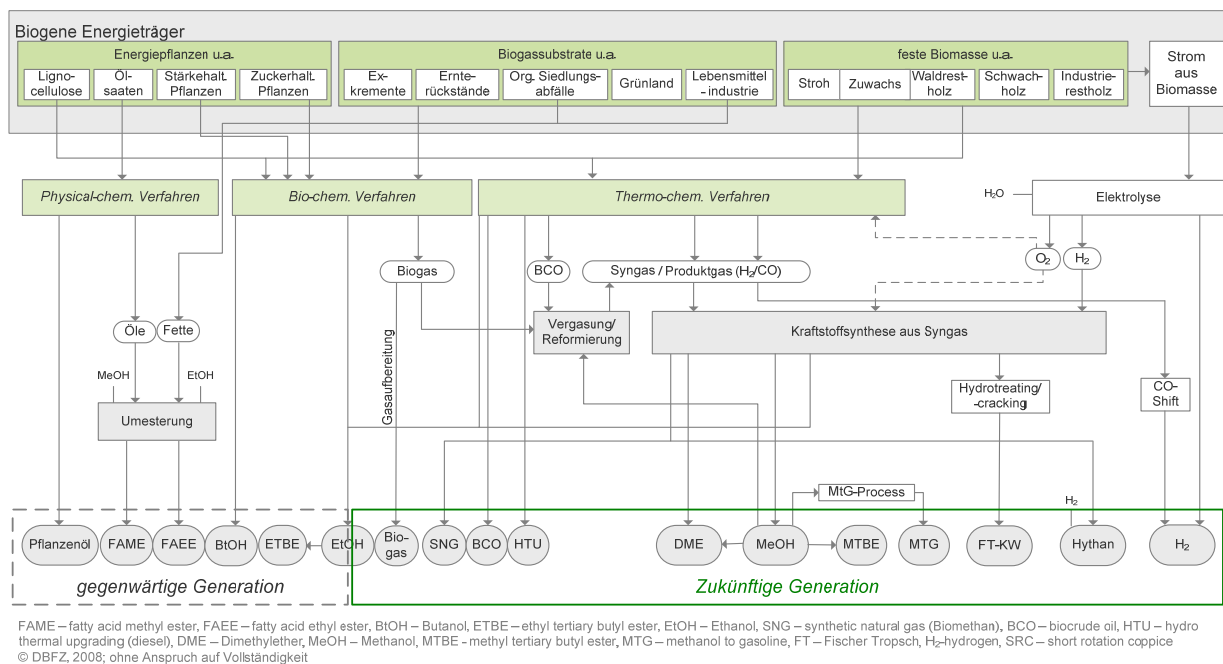 Biogene Energieträger
Energiepflanzen u.a.
Biogassubstrate u.a.
feste Biomasse u.a.
Strom
aus
Biomasse
Ligno-
cellulose
Öl-
saaten
Stärkehalt.
Pflanzen
Zuckerhalt.
Pflanzen
Ex-
kremente
Ernte-
rückstände
Org. Siedlungs-
abfälle
Grünland
Lebensmittel
-industrie
Stroh
Zuwachs
Waldrest-
holz
Schwach-
holz
Industrie-
restholz
Physical-chem. Verfahren
Bio-chem. Verfahren
Thermo-chem. Verfahren
H2O
Elektrolyse
Biogas
BCO
Syngas / Produktgas (H2/CO)
O2
H2
Öle
Fette
Gasaufbereitung
Vergasung/
Reformierung
Kraftstoffsynthese aus Syngas
MeOH
EtOH
Umesterung
Hydrotreating/
-cracking
CO-
Shift
MtG-Process
H2
Pflanzenöl
FAME
FAEE
BtOH
ETBE
EtOH
Bio-
gas
SNG
BCO
HTU
DME
MeOH
MTBE
MTG
FT-KW
Hythan
H2
gegenwärtige Generation
Zukünftige Generation
FAME – fatty acid methyl ester, FAEE – fatty acid ethyl ester, BtOH – Butanol, ETBE – ethyl tertiary butyl ester, EtOH – Ethanol, SNG – synthetic natural gas (Biomethan), BCO – biocrude oil, HTU – hydro
thermal upgrading (diesel), DME – Dimethylether, MeOH – Methanol, MTBE - methyl tertiary butyl ester, MTG – methanol to gasoline, FT – Fischer Tropsch, H2-hydrogen, SRC – short rotation coppice
© DBFZ, 2008; ohne Anspruch auf Vollständigkeit